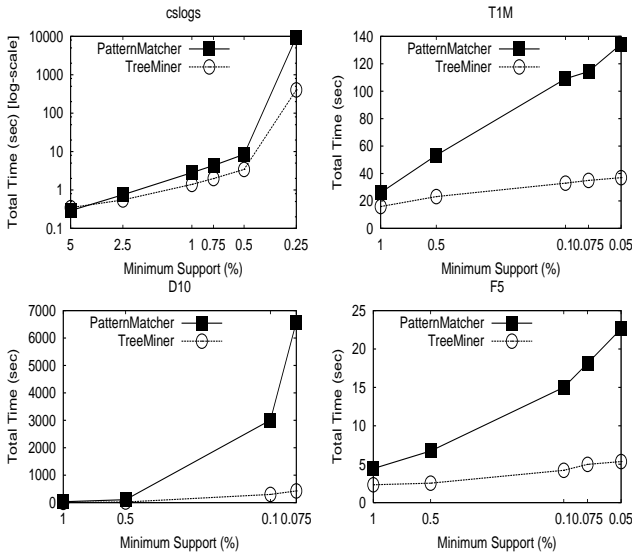 cslogs
Total Time (sec) [log-scale]
10000
1000
100
10
1
0.1
PatternMatcher
TreeMiner
5 2.5 1 0.75 0.5 0.25
Minimum Support (%)
T1M
Total Time (sec)
140
120
100
80
60
40
20
0
PatternMatcher
TreeMiner
1 0.5 0.10.075 0.05
Minimum Support (%)
D10
Total Time (sec)
7000
6000
5000
4000
3000
2000
1000
0
PatternMatcher
TreeMiner
1 0.5 0.10.075
Minimum Support (%)
F5
Total Time (sec)
25
20
15
10
5
0
PatternMatcher
TreeMiner
1 0.5 0.10.075 0.05
Minimum Support (%)